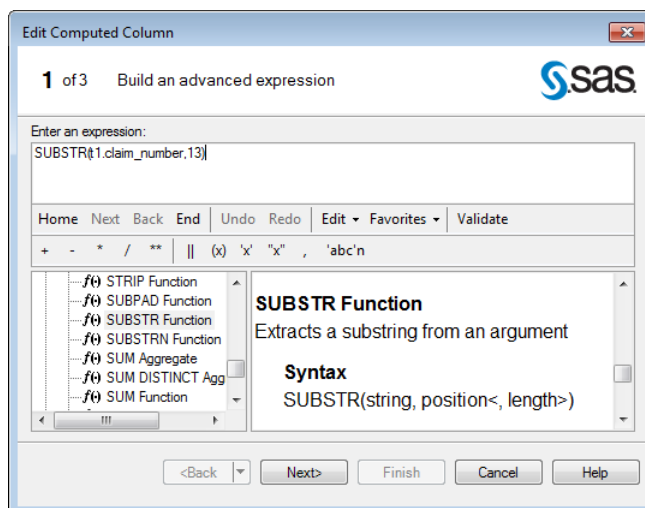 Edit Computed Column
1 of 3 Build an advanced expression
sas
Enter an expression:
SUBSTR(t1.claim_number,13)
Home Next Back End Undo Redo Edit Favorites Validate
+ - * / ** || (x) 'x' "x" , 'abc'n
f(•) STRIP Function
f(•) SUBPAD Function
f(•) SUBSTR Function
f(•) SUBSTRN Function
f(•) SUM Aggregate
f(•) SUM DISTINCT Agg
f(•) SUM Function
SUBSTR Function
Extracts a substring from an argument
Syntax
SUBSTR(string, position<, length>)
<Back Next> Finish Cancel Help